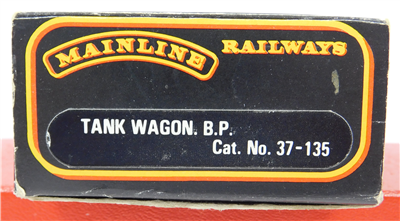 MAINLINE RAILWAYS
TANK WAGON. B.P.
Cat. No. 37-135